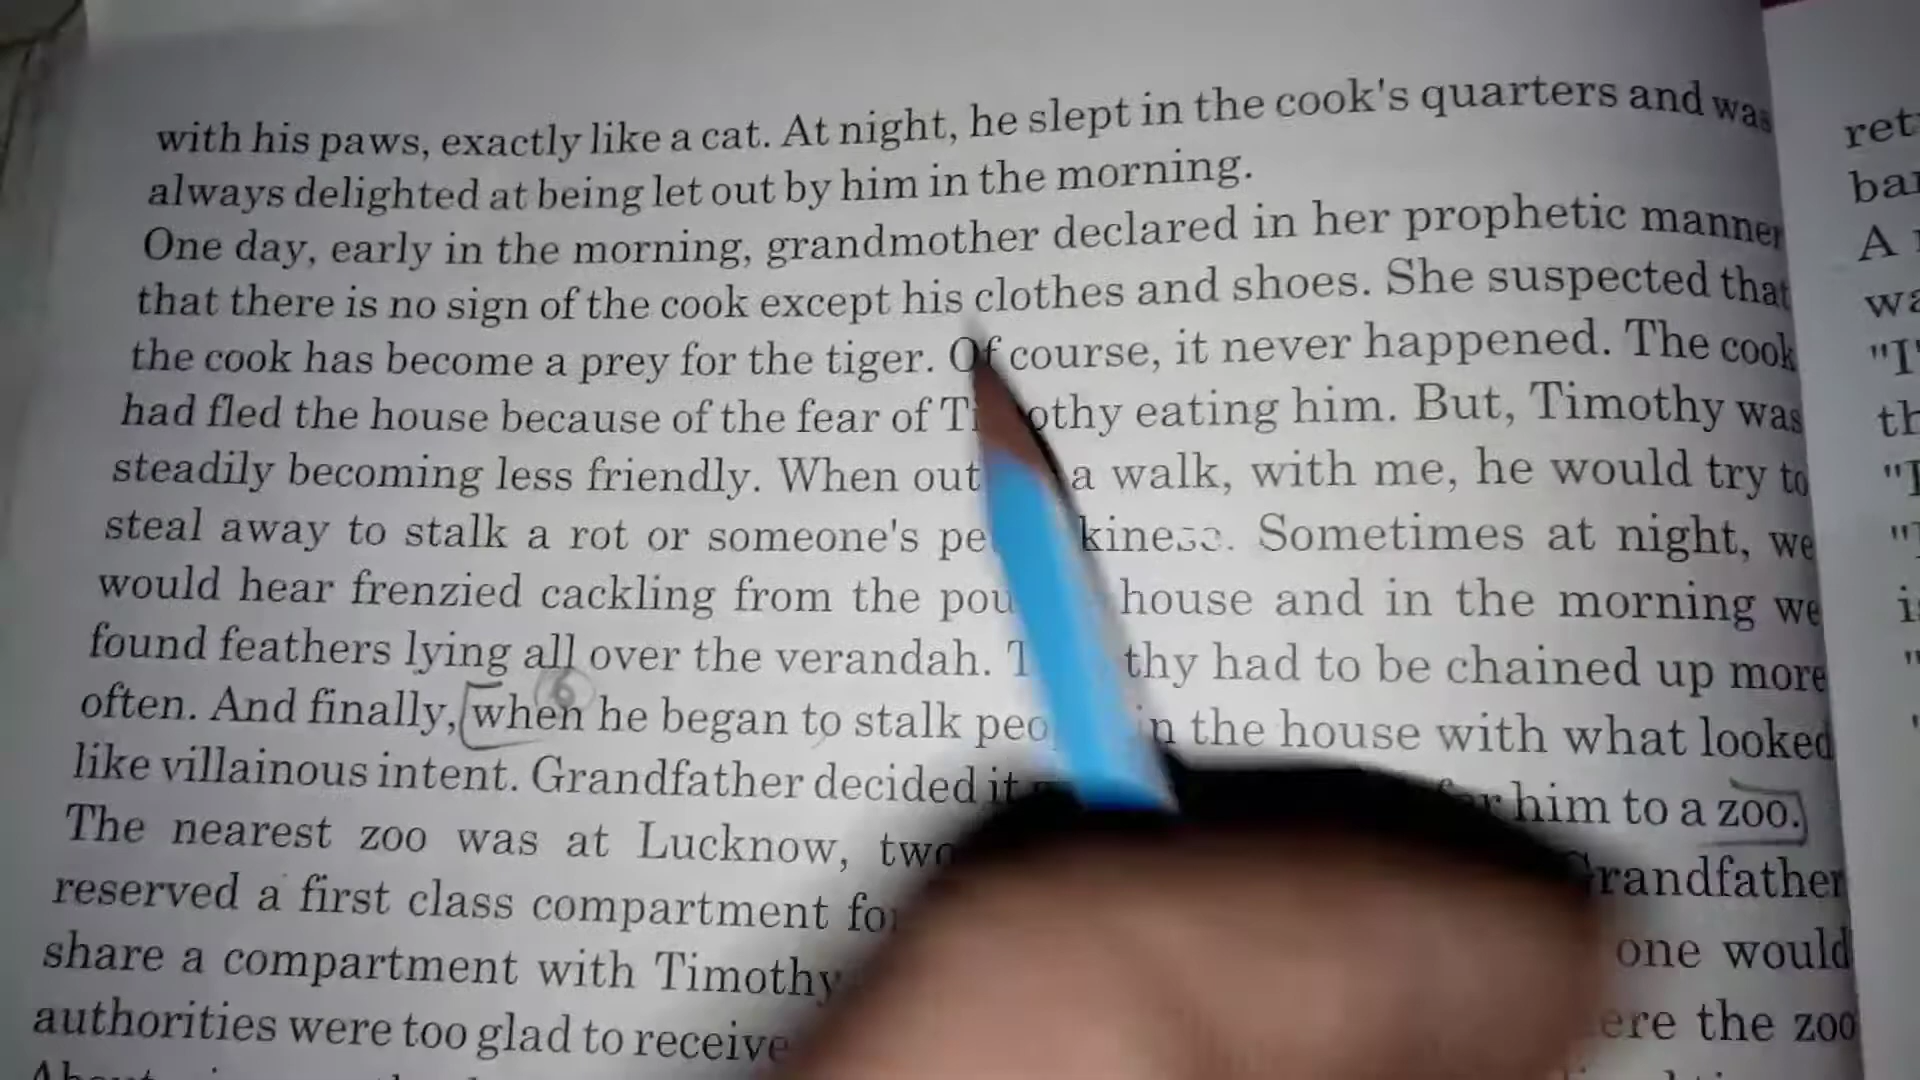 with his paws, exactly like a cat. At night, he slept in the cook's quarters and was
always delighted at being let out by him in the morning.
One day, early in the morning, grandmother declared in her prophetic manner
that there is no sign of the cook except his clothes and shoes. She suspected that
the cook has become a prey for the tiger. Of course, it never happened. The cook
had fled the house because of the fear of Ti othy eating him. But, Timothy was
steadily becoming less friendly. When out a walk, with me, he would try to
steal away to stalk a rot or someone's pe
would hear frenzied cackling from the pou house and in the morning we
found feathers lying all over the verandah. T thy had to be chained up more
6
often. And finally, when he began to stalk peo in the house with what looked
like villainous intent. Grandfather decided it him to a zoo.
The nearest zoo was at Lucknow, two Grandfather
reserved a first class compartment for one would
share a compartment with Timothy ere the zoo
authorities were too glad to receive
ret
bar
A
wa
"I'
th
"I